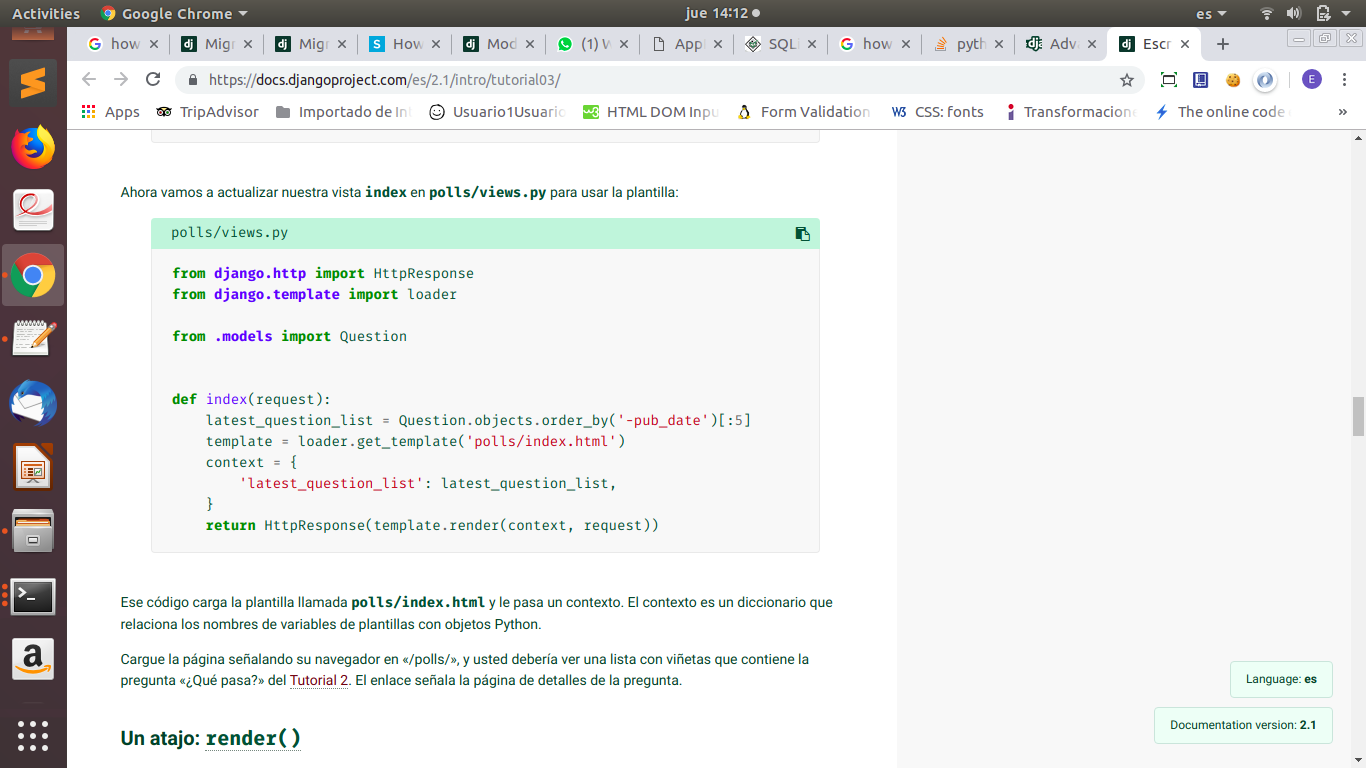 Activities Google Chrome jue 14:12 es
how Migr Migr How Mod (1) W Appl SQL how pyth Adv Escr
https://docs.djangoproject.com/es/2.1/intro/tutorial03/ E
Apps TripAdvisor Importado de In Usuario1Usuario HTML DOM Inpu Form Validation W3 CSS: fonts Transformacione The online code »
Ahora vamos a actualizar nuestra vista index en polls/views.py para usar la plantilla:
polls/views.py
from django.http import HttpResponse
from django.template import loader
from .models import Question
def index(request):
latest_question_list = Question.objects.order_by('-pub_date')[:5]
template = loader.get_template('polls/index.html')
context = {
'latest_question_list': latest_question_list,
}
return HttpResponse(template.render(context, request))
Ese código carga la plantilla llamada polls/index.html y le pasa un contexto. El contexto es un diccionario que
relaciona los nombres de variables de plantillas con objetos Python.
Cargue la página señalando su navegador en «/polls/», y usted debería ver una lista con viñetas que contiene la
pregunta «¿Qué pasa?» del Tutorial 2. El enlace señala la página de detalles de la pregunta.
Language: es
Documentation version: 2.1
Un atajo: render()